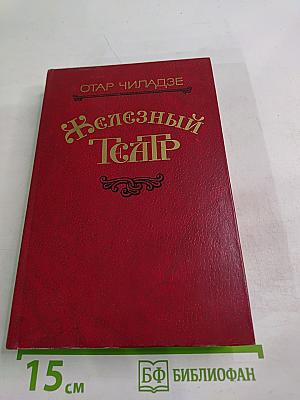 ОТАР ЧИЛАДЗЕ
Железный
Театр
15 см
БФ БИБЛИОФАН